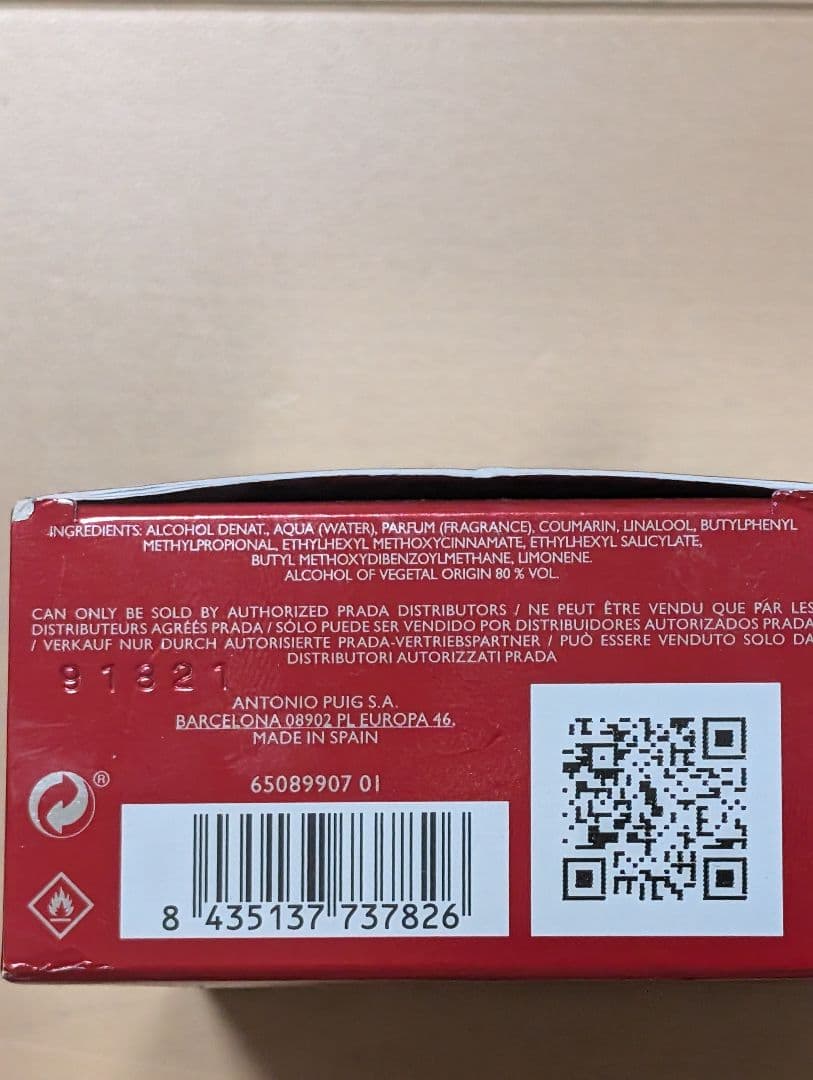 INGREDIENTS: ALCOHOL DENAT., AQUA (WATER), PARFUM (FRAGRANCE), COUMARIN, LINALOOL, BUTYLPHENYL
METHYLPROPIONAL, ETHYLHEXYL METHOXYCINNAMATE, ETHYLHEXYL SALICYLATE,
BUTYL METHOXYDIBENZOYLMETHANE, LIMONENE.
ALCOHOL OF VEGETAL ORIGIN 80 % VOL.
CAN ONLY BE SOLD BY AUTHORIZED PRADA DISTRIBUTORS / NE PEUT ÊTRE VENDU QUE PAR LES
DISTRIBUTEURS AGRÉÉS PRADA / SÓLO PUEDE SER VENDIDO POR DISTRIBUIDORES AUTORIZADOS PRADA
/ VERKAUF NUR DURCH AUTORISIERTE PRADA-VERTRIEBSPARTNER / PUÒ ESSERE VENDUTO SOLO DA
DISTRIBUTORI AUTORIZZATI PRADA
91821
ANTONIO PUIG S.A.
BARCELONA 08902 PL EUROPA 46,
MADE IN SPAIN
65089907 01
®
8 435137 737826